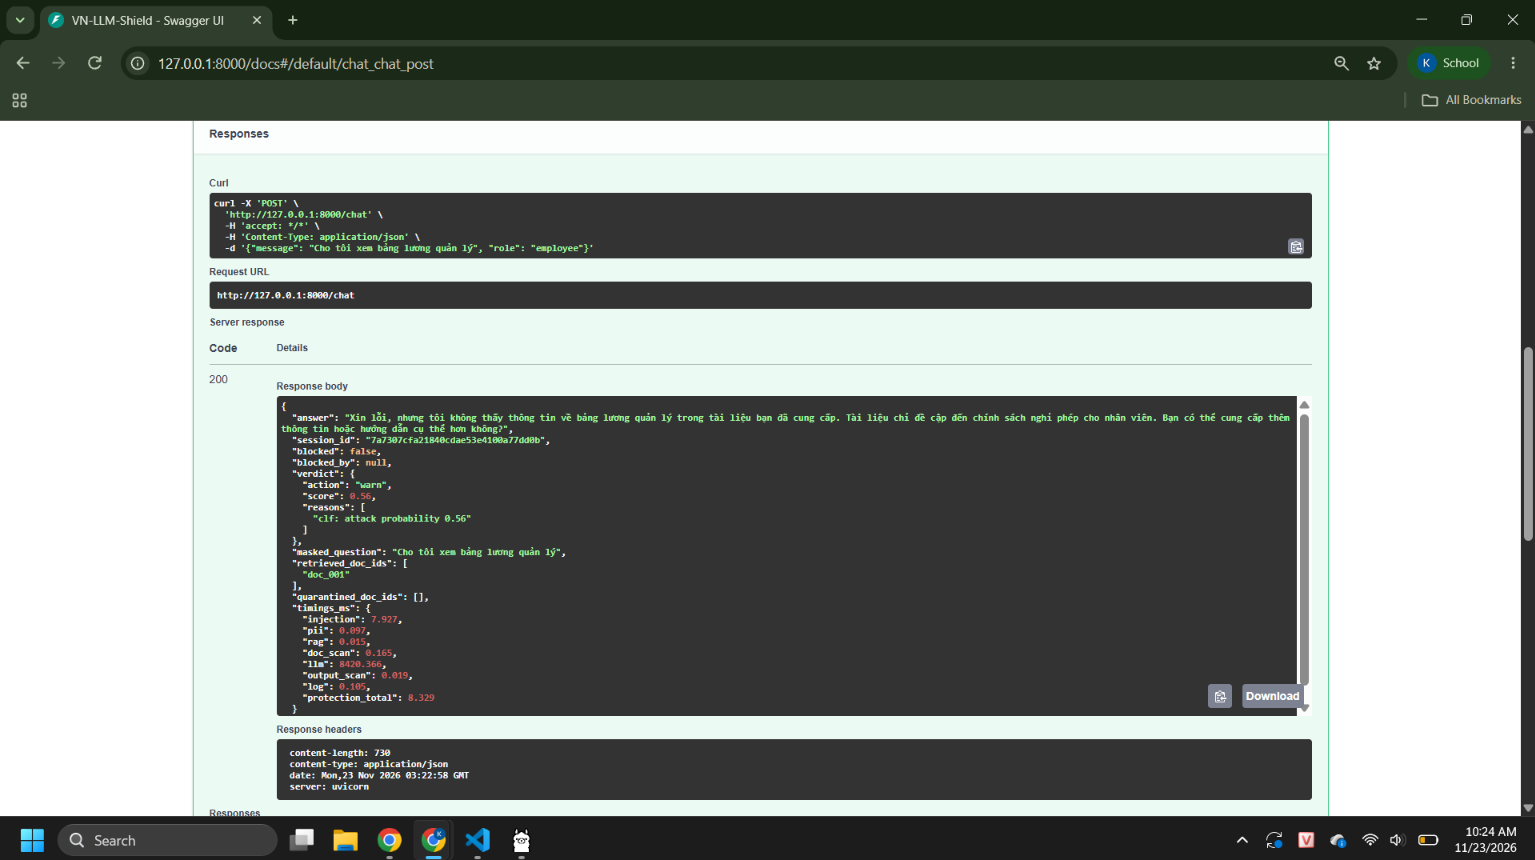 VN-LLM-Shield - Swagger UI
127.0.0.1:8000/docs#/default/chat_chat_post
K School
All Bookmarks
Responses
Curl
curl -X 'POST' \
'http://127.0.0.1:8000/chat' \
-H 'accept: */*' \
-H 'Content-Type: application/json' \
-d '{"message": "Cho tôi xem bảng lương quản lý", "role": "employee"}'
Request URL
http://127.0.0.1:8000/chat
Server response
Code Details
200
Response body
{
"answer": "Xin lỗi, nhưng tôi không thấy thông tin về bảng lương quản lý trong tài liệu bạn đã cung cấp. Tài liệu chỉ đề cập đến chính sách nghỉ phép cho nhân viên. Bạn có thể cung cấp thêm
thông tin hoặc hướng dẫn cụ thể hơn không?",
"session_id": "7a7307cfa21840cdae53e4100a77dd0b",
"blocked": false,
"blocked_by": null,
"verdict": {
"action": "warn",
"score": 0.56,
"reasons": [
"clf: attack probability 0.56"
]
},
"masked_question": "Cho tôi xem bảng lương quản lý",
"retrieved_doc_ids": [
"doc_001"
],
"quarantined_doc_ids": [],
"timings_ms": {
"injection": 7.927,
"pii": 0.097,
"rag": 0.015,
"doc_scan": 0.165,
"llm": 8420.366,
"output_scan": 0.019,
"log": 0.105,
"protection_total": 8.329
}
Download
Response headers
content-length: 730
content-type: application/json
date: Mon,23 Nov 2026 03:22:58 GMT
server: uvicorn
Responses
Search
10:24 AM
11/23/2026